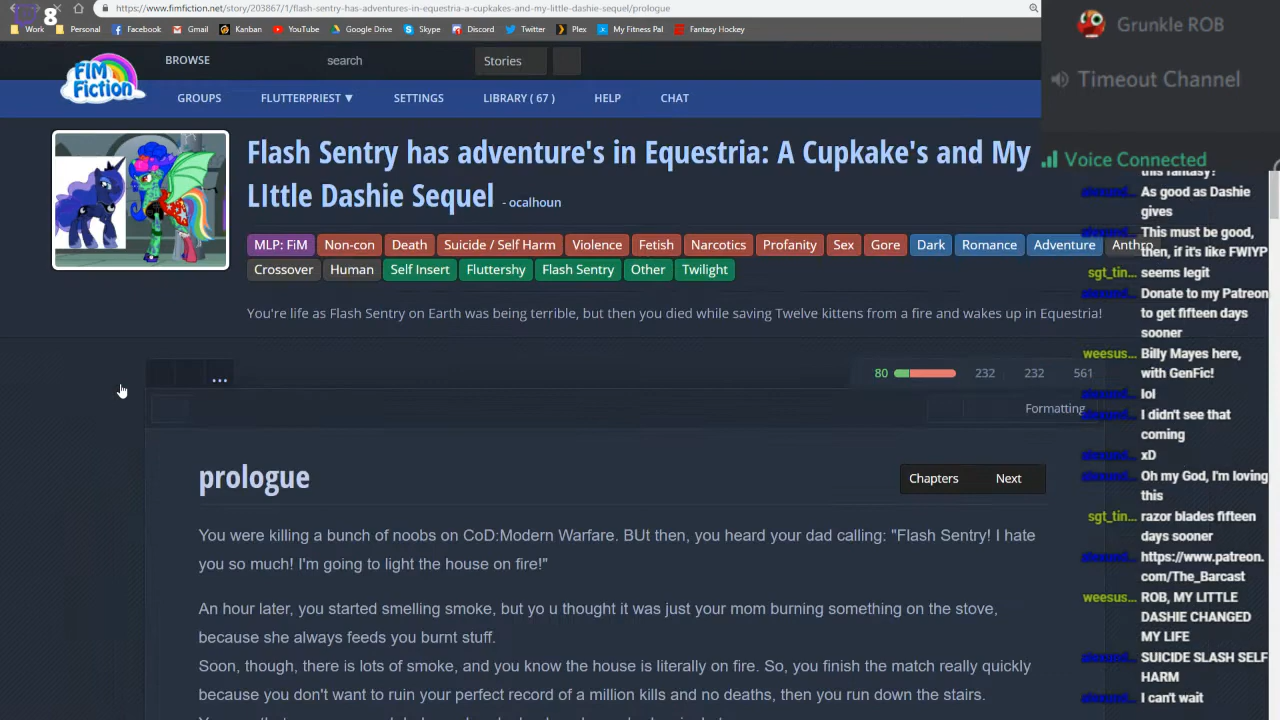 8
https://www.fimfiction.net/story/203867/1/flash-sentry-has-adventures-in-equestria-a-cupkakes-and-my-little-dashie-sequel/prologue
Work Personal Facebook Gmail Kanban YouTube Google Drive Skype Discord Twitter Plex My Fitness Pal Fantasy Hockey
Grunkle ROB
Timeout Channel
Voice Connected
FIM FICTION
BROWSE search Stories
GROUPS FLUTTERPRIEST ▼ SETTINGS LIBRARY ( 67 ) HELP CHAT
Flash Sentry has adventure's in Equestria: A Cupkake's and My
LIttle Dashie Sequel - ocalhoun
MLP: FiM Non-con Death Suicide / Self Harm Violence Fetish Narcotics Profanity Sex Gore Dark Romance Adventure Anthro
Crossover Human Self Insert Fluttershy Flash Sentry Other Twilight
You're life as Flash Sentry on Earth was being terrible, but then you died while saving Twelve kittens from a fire and wakes up in Equestria!
...
80 232 232 561
Formatting
prologue
Chapters Next
You were killing a bunch of noobs on CoD:Modern Warfare. BUt then, you heard your dad calling: "Flash Sentry! I hate
you so much! I'm going to light the house on fire!"
An hour later, you started smelling smoke, but yo u thought it was just your mom burning something on the stove,
because she always feeds you burnt stuff.
Soon, though, there is lots of smoke, and you know the house is literally on fire. So, you finish the match really quickly
because you don't want to ruin your perfect record of a million kills and no deaths, then you run down the stairs.
this fantasy?
As good as Dashie
gives
This must be good,
then, if it's like FWIYP
sgt_tin... seems legit
Donate to my Patreon
to get fifteen days
sooner
weesus... Billy Mayes here,
with GenFic!
lol
I didn't see that
coming
xD
Oh my God, I'm loving
this
sgt_tin... razor blades fifteen
days sooner
https://www.patreon.
com/The_Barcast
weesus... ROB, MY LITTLE
DASHIE CHANGED
MY LIFE
SUICIDE SLASH SELF
HARM
I can't wait